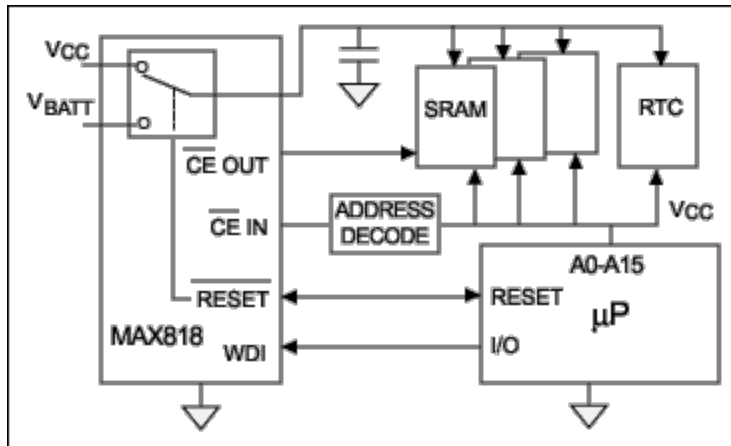 VCC
VBATT
CE OUT
CE IN
RESET
MAX818
WDI
SRAM
RTC
ADDRESS
DECODE
VCC
A0-A15
RESET
μP
I/O